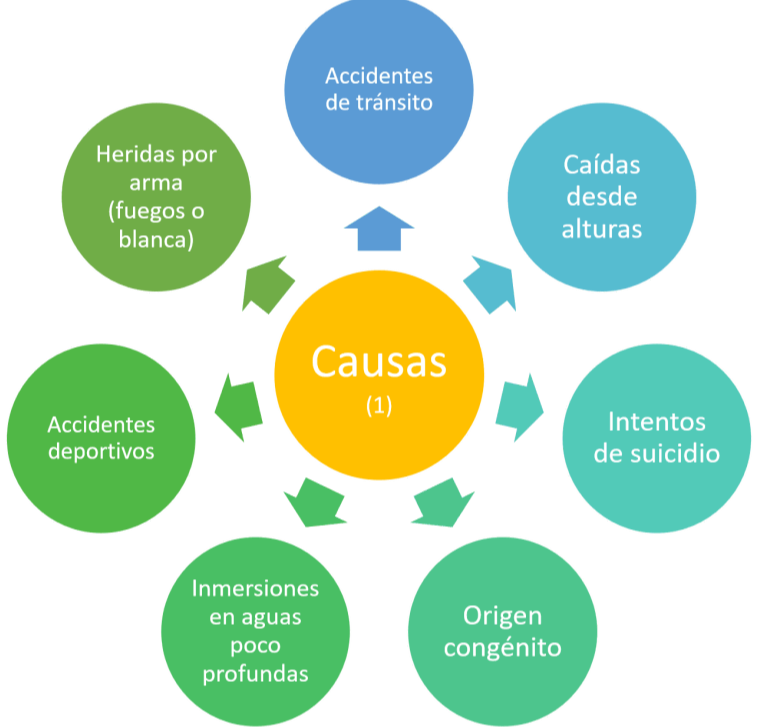 Accidentes
de tránsito
Caídas
desde
alturas
Intentos
de suicidio
Origen
congénito
Inmersiones
en aguas
poco
profundas
Accidentes
deportivos
Heridas por
arma
(fuegos o
blanca)
Causas
(1)